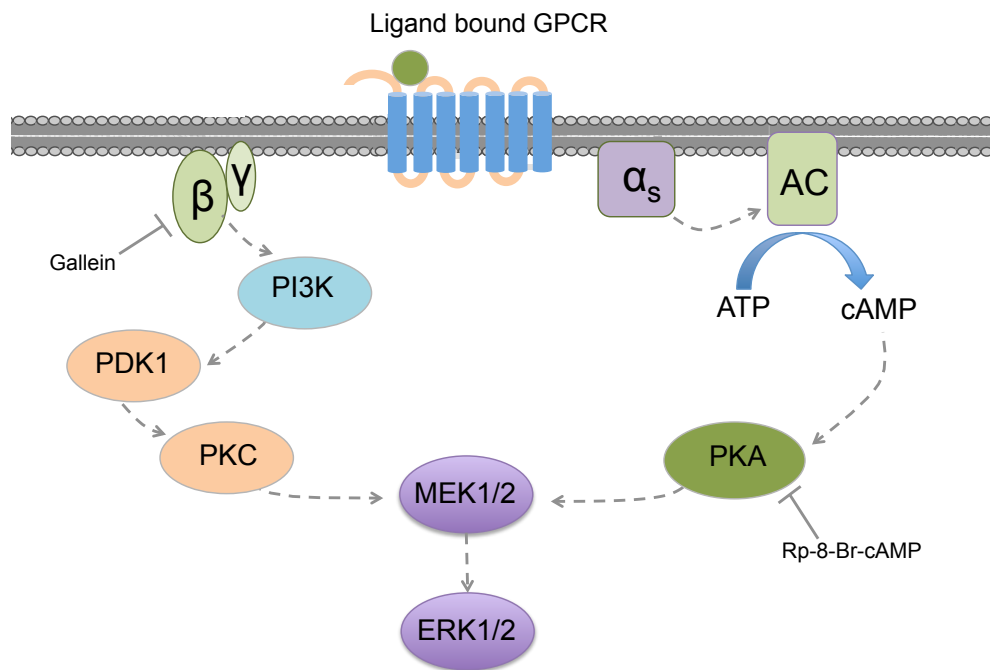 Ligand bound GPCR
β
γ
αs
AC
Gallein
PI3K
ATP
cAMP
PDK1
PKC
MEK1/2
PKA
Rp-8-Br-cAMP
ERK1/2